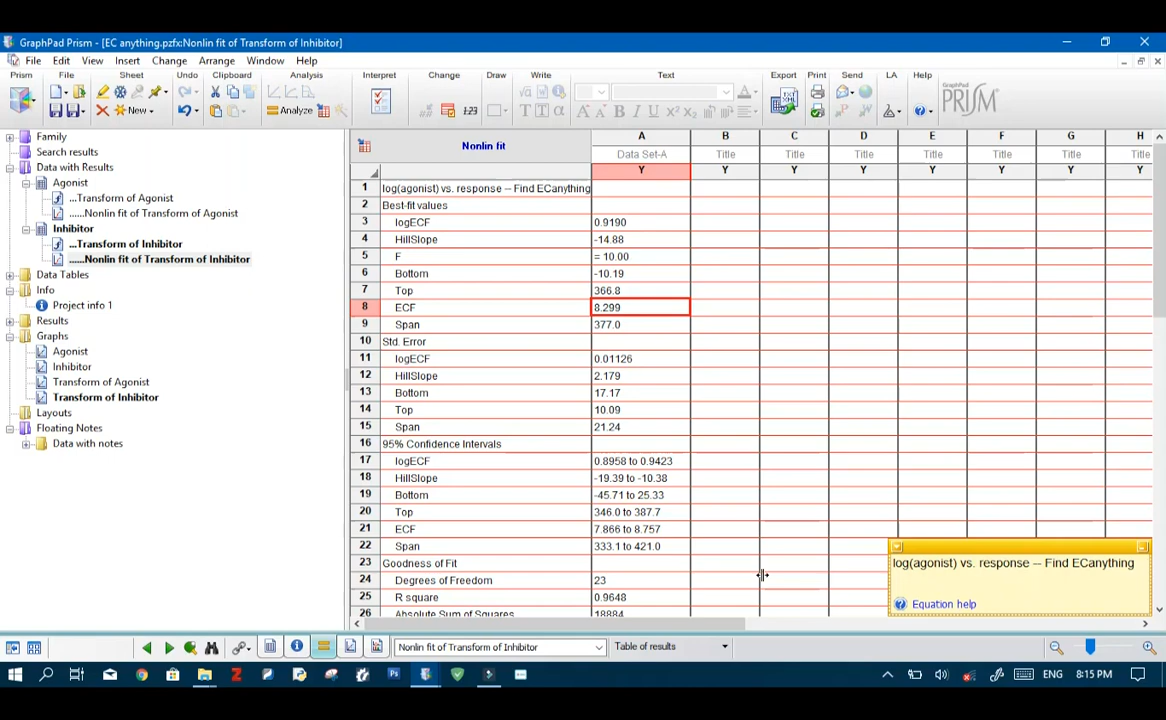 GraphPad Prism - [EC anything.pzfx:Nonlin fit of Transform of Inhibitor]
File Edit View Insert Change Arrange Window Help
Prism File Sheet Undo Clipboard Analysis Interpret Change Draw Write Text Export Print Send LA Help
New Analyze 123 GraphPad PRISM
Family
Search results
Data with Results
Agonist
...Transform of Agonist
......Nonlin fit of Transform of Agonist
Inhibitor
...Transform of Inhibitor
......Nonlin fit of Transform of Inhibitor
Data Tables
Info
Project info 1
Results
Graphs
Agonist
Inhibitor
Transform of Agonist
Transform of Inhibitor
Layouts
Floating Notes
Data with notes
Nonlin fit A B C D E F G H
Data Set-A Title Title Title Title Title Title Title
Y Y Y Y Y Y Y Y
1 log(agonist) vs. response -- Find ECanything
2 Best-fit values
3 logECF 0.9190
4 HillSlope -14.88
5 F = 10.00
6 Bottom -10.19
7 Top 366.8
8 ECF 8.299
9 Span 377.0
10 Std. Error
11 logECF 0.01126
12 HillSlope 2.179
13 Bottom 17.17
14 Top 10.09
15 Span 21.24
16 95% Confidence Intervals
17 logECF 0.8958 to 0.9423
18 HillSlope -19.39 to -10.38
19 Bottom -45.71 to 25.33
20 Top 346.0 to 387.7
21 ECF 7.866 to 8.757
22 Span 333.1 to 421.0
23 Goodness of Fit
24 Degrees of Freedom 23
25 R square 0.9648
26 Absolute Sum of Squares 18884
log(agonist) vs. response -- Find ECanything
Equation help
Nonlin fit of Transform of Inhibitor Table of results
ENG 8:15 PM